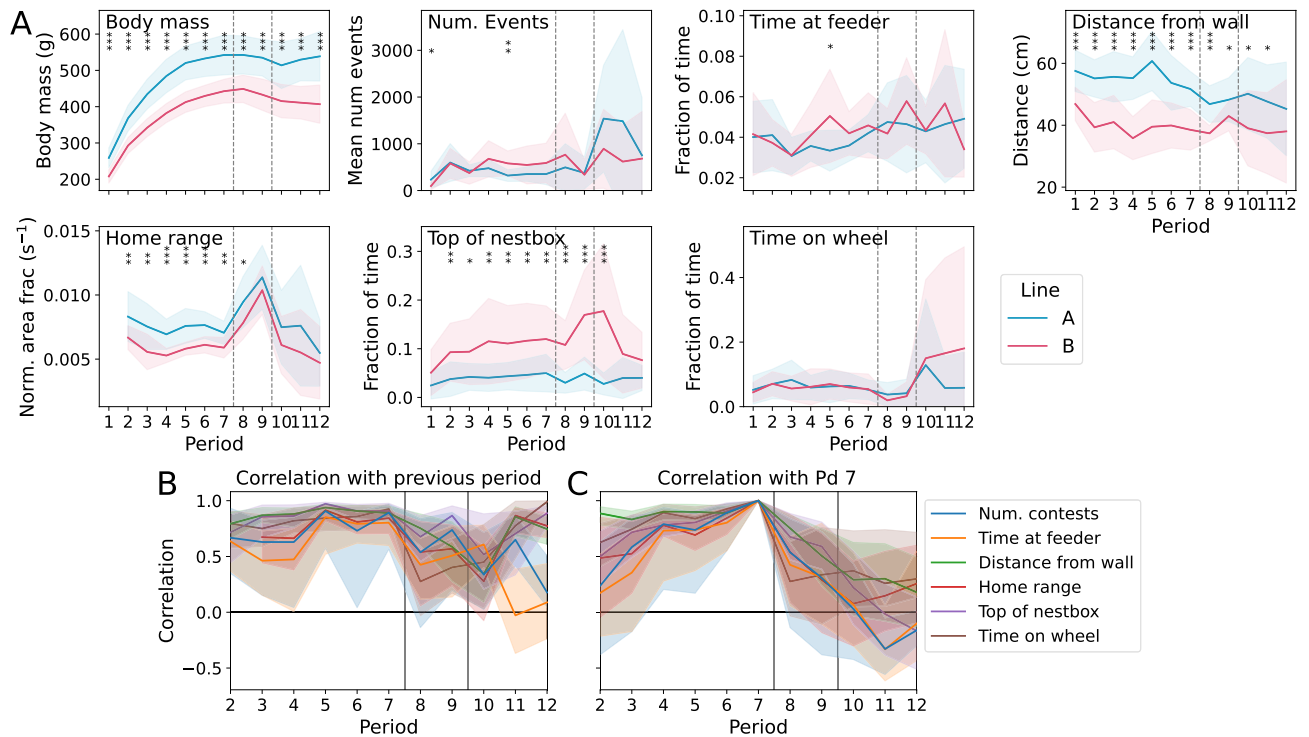 A
Body mass
Body mass (g)
600
500
400
300
200
Num. Events
Mean num events
3000
2000
1000
0
Time at feeder
Fraction of time
0.10
0.08
0.06
0.04
0.02
Distance from wall
Distance (cm)
60
40
20
1 2 3 4 5 6 7 8 9 10 11 12
Period
Home range
Norm. area frac (s⁻¹)
0.015
0.010
0.005
1 2 3 4 5 6 7 8 9 10 11 12
Period
Top of nestbox
Fraction of time
0.3
0.2
0.1
0.0
1 2 3 4 5 6 7 8 9 10 11 12
Period
Time on wheel
Fraction of time
0.4
0.2
0.0
1 2 3 4 5 6 7 8 9 10 11 12
Period
Line
A
B
B
Correlation with previous period
Correlation
1.0
0.5
0.0
−0.5
2 3 4 5 6 7 8 9 10 11 12
Period
C
Correlation with Pd 7
2 3 4 5 6 7 8 9 10 11 12
Period
Num. contests
Time at feeder
Distance from wall
Home range
Top of nestbox
Time on wheel